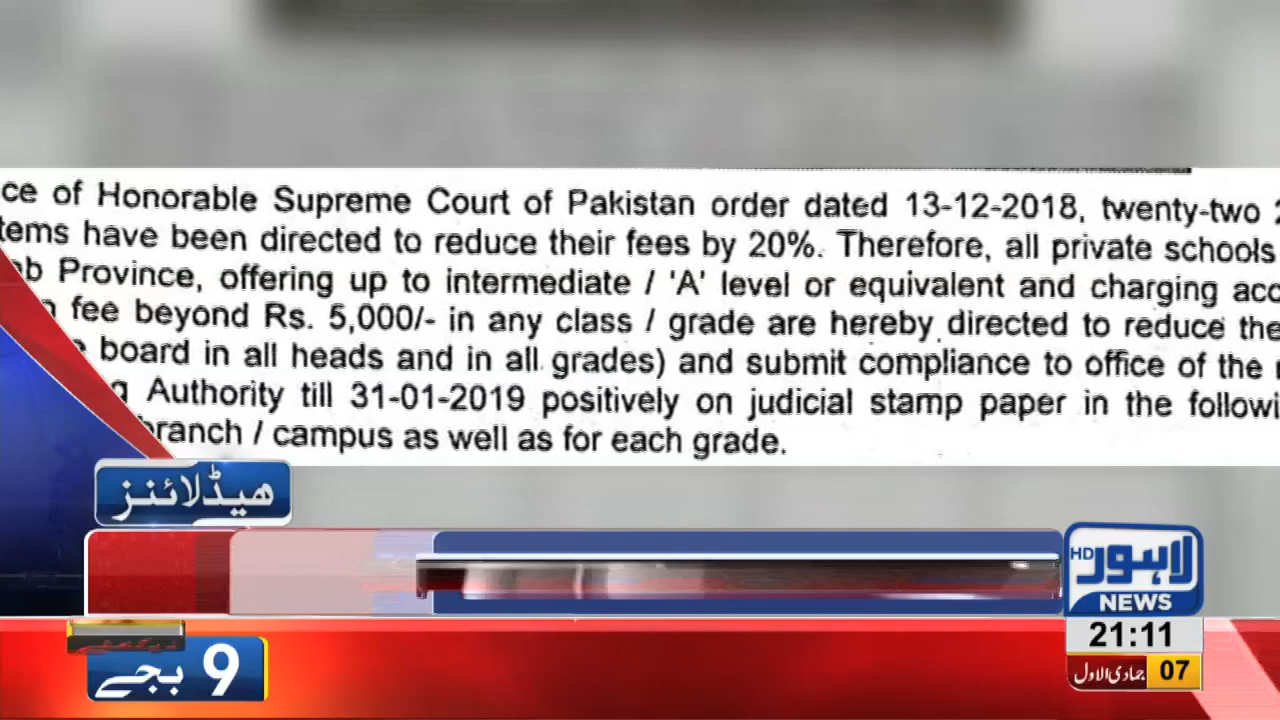 ce of Honorable Supreme Court of Pakistan order dated 13-12-2018, twenty-two 2
tems have been directed to reduce their fees by 20%. Therefore, all private schools
ab Province, offering up to intermediate / 'A' level or equivalent and charging acc
fee beyond Rs. 5,000/- in any class / grade are hereby directed to reduce the
board in all heads and in all grades) and submit compliance to office of the
g Authority till 31-01-2019 positively on judicial stamp paper in the followi
branch / campus as well as for each grade.
ھیڈلائنز
HD لاہور
NEWS
21:11
07 جمادی الاول
9 بجے